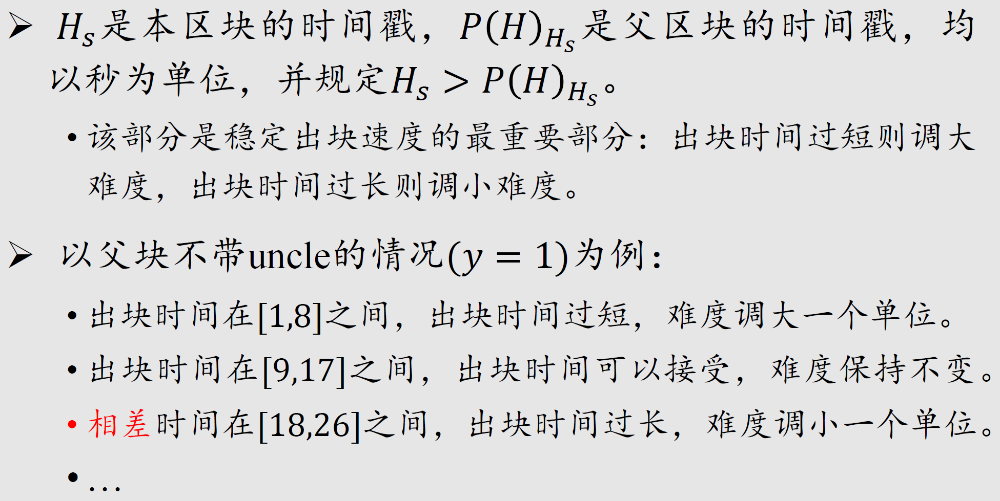 ➢ H_s是本区块的时间戳，P(H)_{H_s}是父区块的时间戳，均
以秒为单位，并规定H_s > P(H)_{H_s}。
• 该部分是稳定出块速度的最重要部分：出块时间过短则调大
难度，出块时间过长则调小难度。
➢ 以父块不带uncle的情况(y = 1)为例：
• 出块时间在[1,8]之间，出块时间过短，难度调大一个单位。
• 出块时间在[9,17]之间，出块时间可以接受，难度保持不变。
• 相差时间在[18,26]之间，出块时间过长，难度调小一个单位。
• …